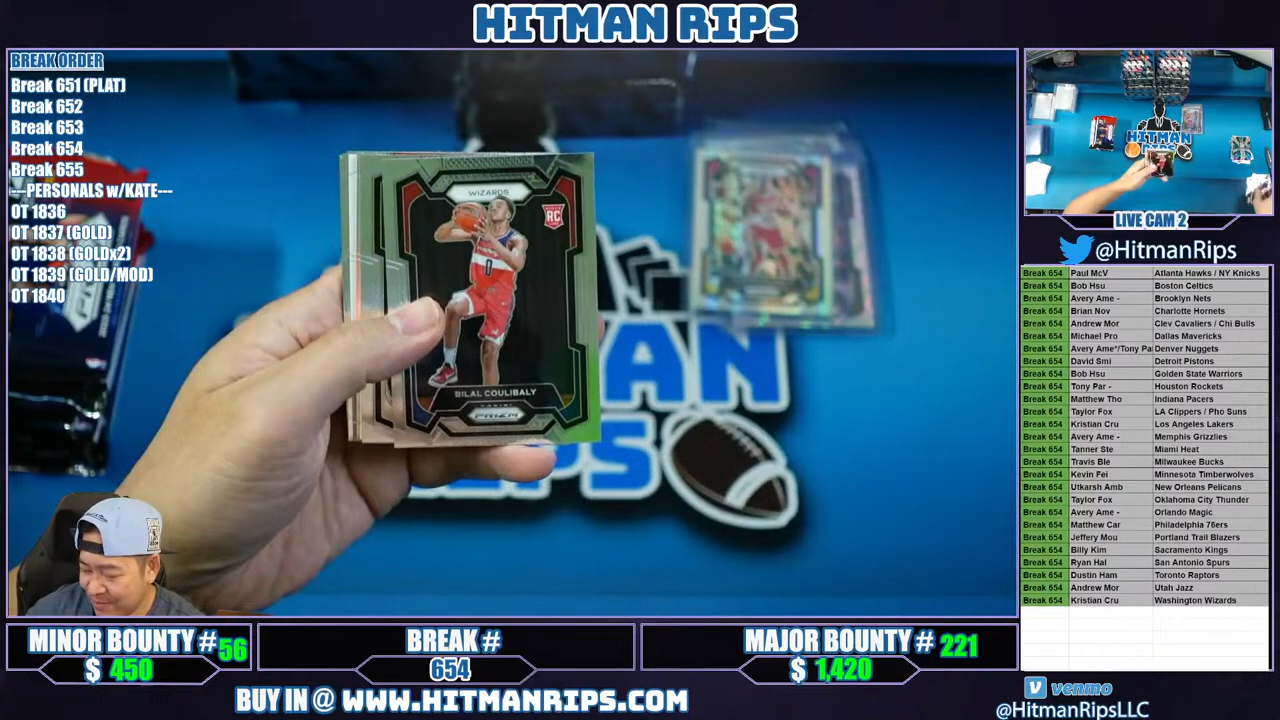 HITMAN RIPS
BREAK ORDER
Break 651 (PLAT)
Break 652
Break 653
Break 654
Break 655
---PERSONALS w/KATE---
OT 1836
OT 1837 (GOLD)
OT 1838 (GOLDx2)
OT 1839 (GOLD/MOD)
OT 1840
WIZARDS
RC
0
BILAL COULIBALY
PANINI
PRIZM
AN
PS
HITMAN
RIPS
LIVE CAM 2
@HitmanRips
Break 654 Paul McV Atlanta Hawks / NY Knicks
Break 654 Bob Hsu Boston Celtics
Break 654 Avery Ame - Brooklyn Nets
Break 654 Brian Nov Charlotte Hornets
Break 654 Andrew Mor Clev Cavaliers / Chi Bulls
Break 654 Michael Pro Dallas Mavericks
Break 654 Avery Ame*/Tony Pa Denver Nuggets
Break 654 David Smi Detroit Pistons
Break 654 Bob Hsu Golden State Warriors
Break 654 Tony Par - Houston Rockets
Break 654 Matthew Tho Indiana Pacers
Break 654 Taylor Fox LA Clippers / Pho Suns
Break 654 Kristian Cru Los Angeles Lakers
Break 654 Avery Ame - Memphis Grizzlies
Break 654 Tanner Ste Miami Heat
Break 654 Travis Ble Milwaukee Bucks
Break 654 Kevin Fei Minnesota Timberwolves
Break 654 Utkarsh Amb New Orleans Pelicans
Break 654 Taylor Fox Oklahoma City Thunder
Break 654 Avery Ame - Orlando Magic
Break 654 Matthew Car Philadelphia 76ers
Break 654 Jeffery Mou Portland Trail Blazers
Break 654 Billy Kim Sacramento Kings
Break 654 Ryan Hal San Antonio Spurs
Break 654 Dustin Ham Toronto Raptors
Break 654 Andrew Mor Utah Jazz
Break 654 Kristian Cru Washington Wizards
MINOR BOUNTY # 56
$ 450
BREAK #
654
MAJOR BOUNTY # 221
$ 1,420
BUY IN @ WWW.HITMANRIPS.COM
V venmo
@HitmanRipsLLC